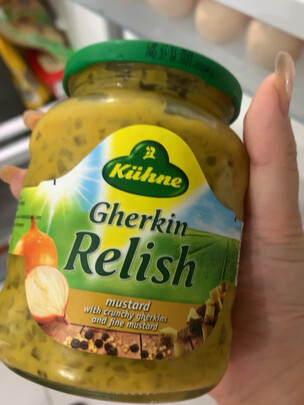 Kühne
Gherkin
Relish
mustard
with crunchy gherkins
and fine mustard